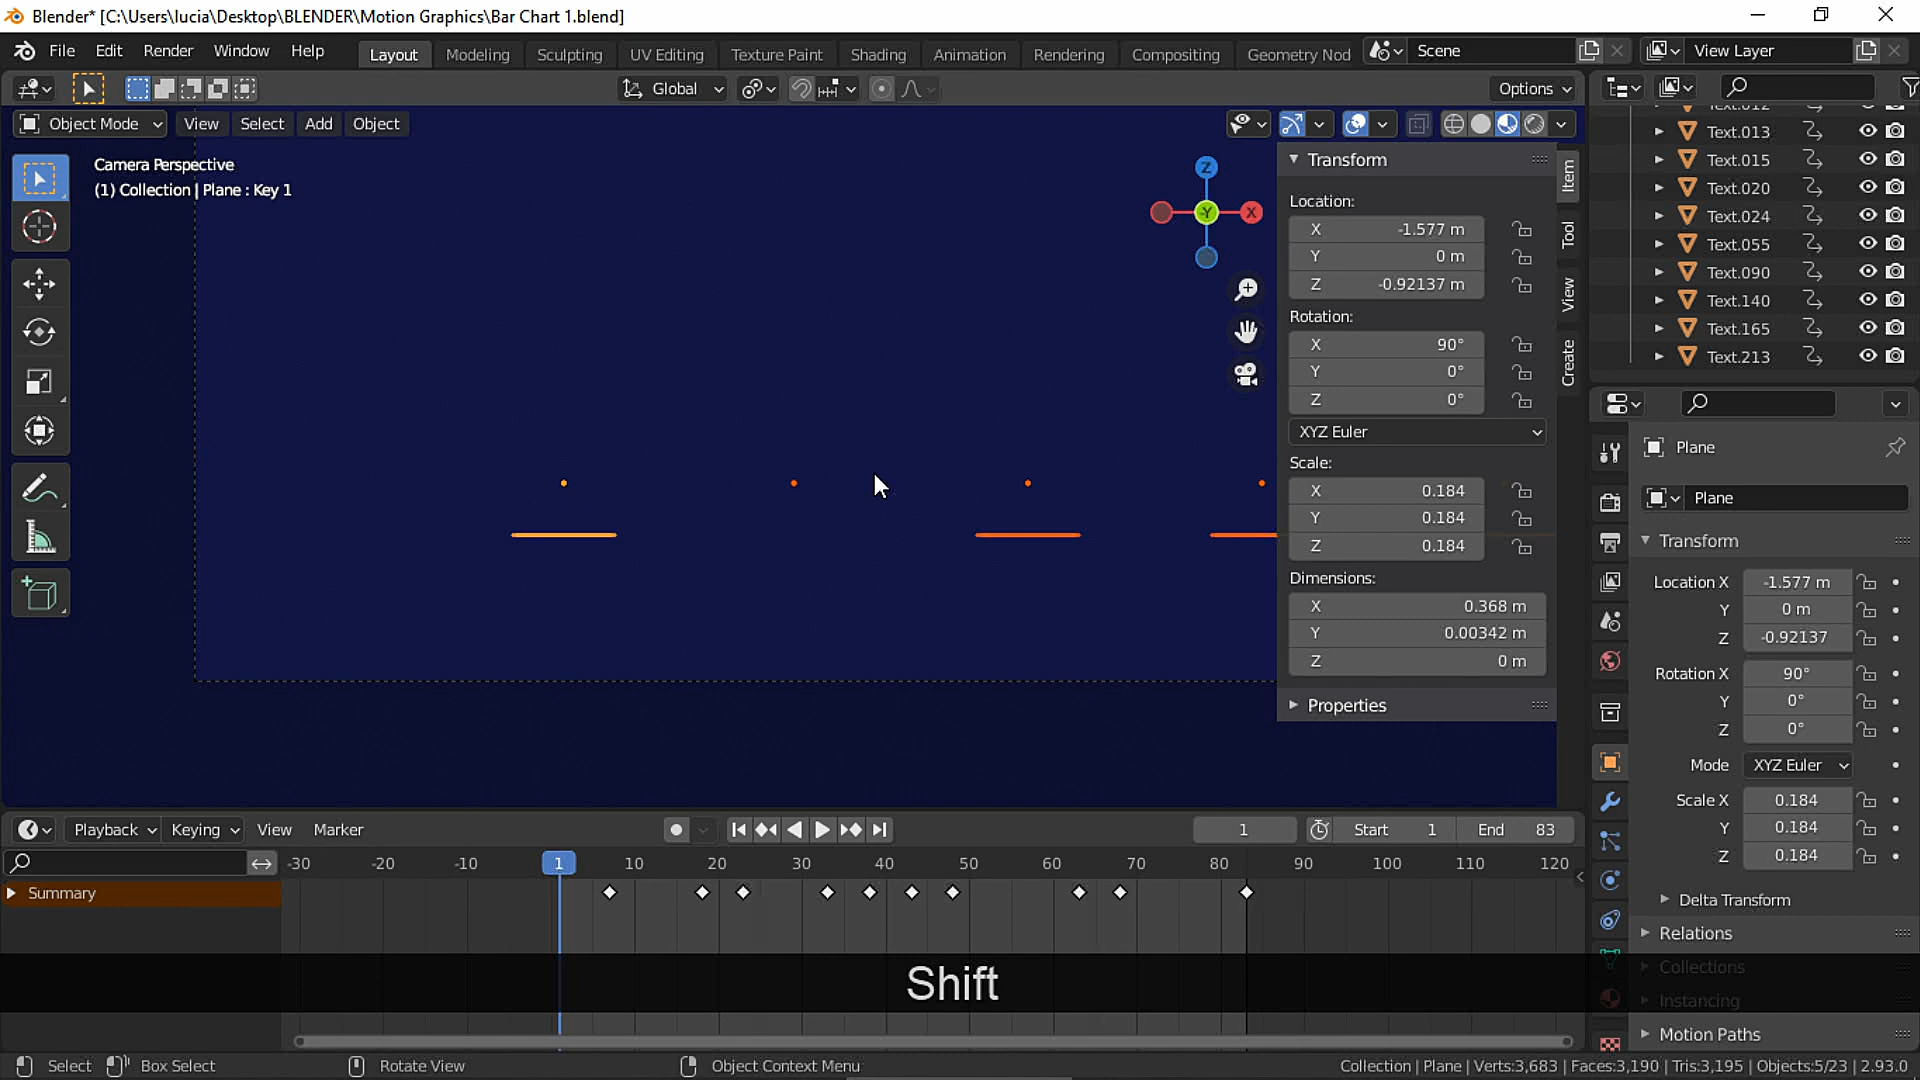 Blender* [C:\Users\lucia\Desktop\BLENDER\Motion Graphics\Bar Chart 1.blend]
File Edit Render Window Help Layout Modeling Sculpting UV Editing Texture Paint Shading Animation Rendering Compositing Geometry Nod Scene View Layer
Global Options
Object Mode View Select Add Object
Camera Perspective
(1) Collection | Plane : Key 1
Z
Y
X
Transform
Location:
X -1.577 m
Y 0 m
Z -0.92137 m
Rotation:
X 90°
Y 0°
Z 0°
XYZ Euler
Scale:
X 0.184
Y 0.184
Z 0.184
Dimensions:
X 0.368 m
Y 0.00342 m
Z 0 m
Properties
Item
Tool
View
Create
Text.012
Text.013
Text.015
Text.020
Text.024
Text.055
Text.090
Text.140
Text.165
Text.213
Plane
Plane
Transform
Location X -1.577 m
Y 0 m
Z -0.92137
Rotation X 90°
Y 0°
Z 0°
Mode XYZ Euler
Scale X 0.184
Y 0.184
Z 0.184
Delta Transform
Relations
Collections
Instancing
Motion Paths
Playback Keying View Marker 1 Start 1 End 83
-30 -20 -10 1 10 20 30 40 50 60 70 80 90 100 110 120
Summary
Shift
Select Box Select Rotate View Object Context Menu Collection | Plane | Verts:3,683 | Faces:3,190 | Tris:3,195 | Objects:5/23 | 2.93.0